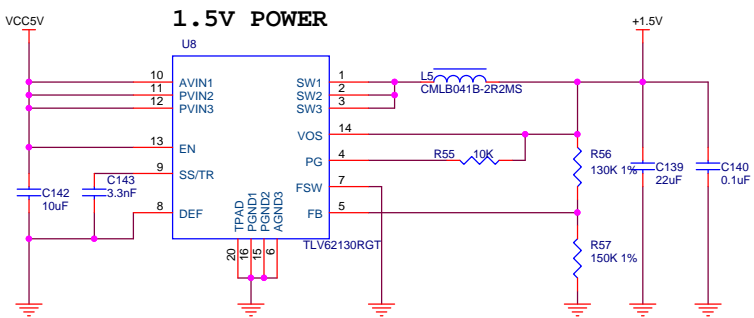 1.5V POWER
VCC5V
+1.5V
U8
10 AVIN1
11 PVIN2
12 PVIN3
13 EN
9 SS/TR
8 DEF
SW1 1
SW2 2
SW3 3
VOS 14
PG 4
FSW 7
FB 5
TPAD
PGND1
PGND2
AGND3
20
16
15
6
TLV62130RGT
L5
CMLB041B-2R2MS
R55 10K
R56
130K 1%
R57
150K 1%
C142
10uF
C143
3.3nF
C139
22uF
C140
0.1uF